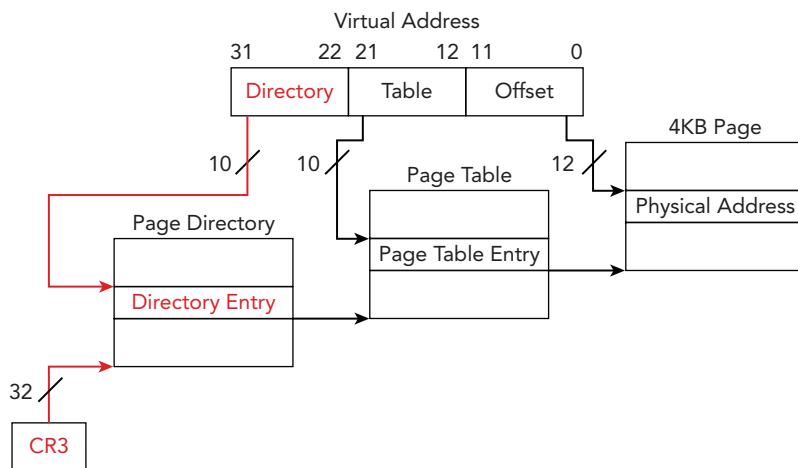 Virtual Address
31 22 21 12 11 0
Directory Table Offset
4KB Page
10 10 12
Page Table
Physical Address
Page Directory
Page Table Entry
Directory Entry
32
CR3